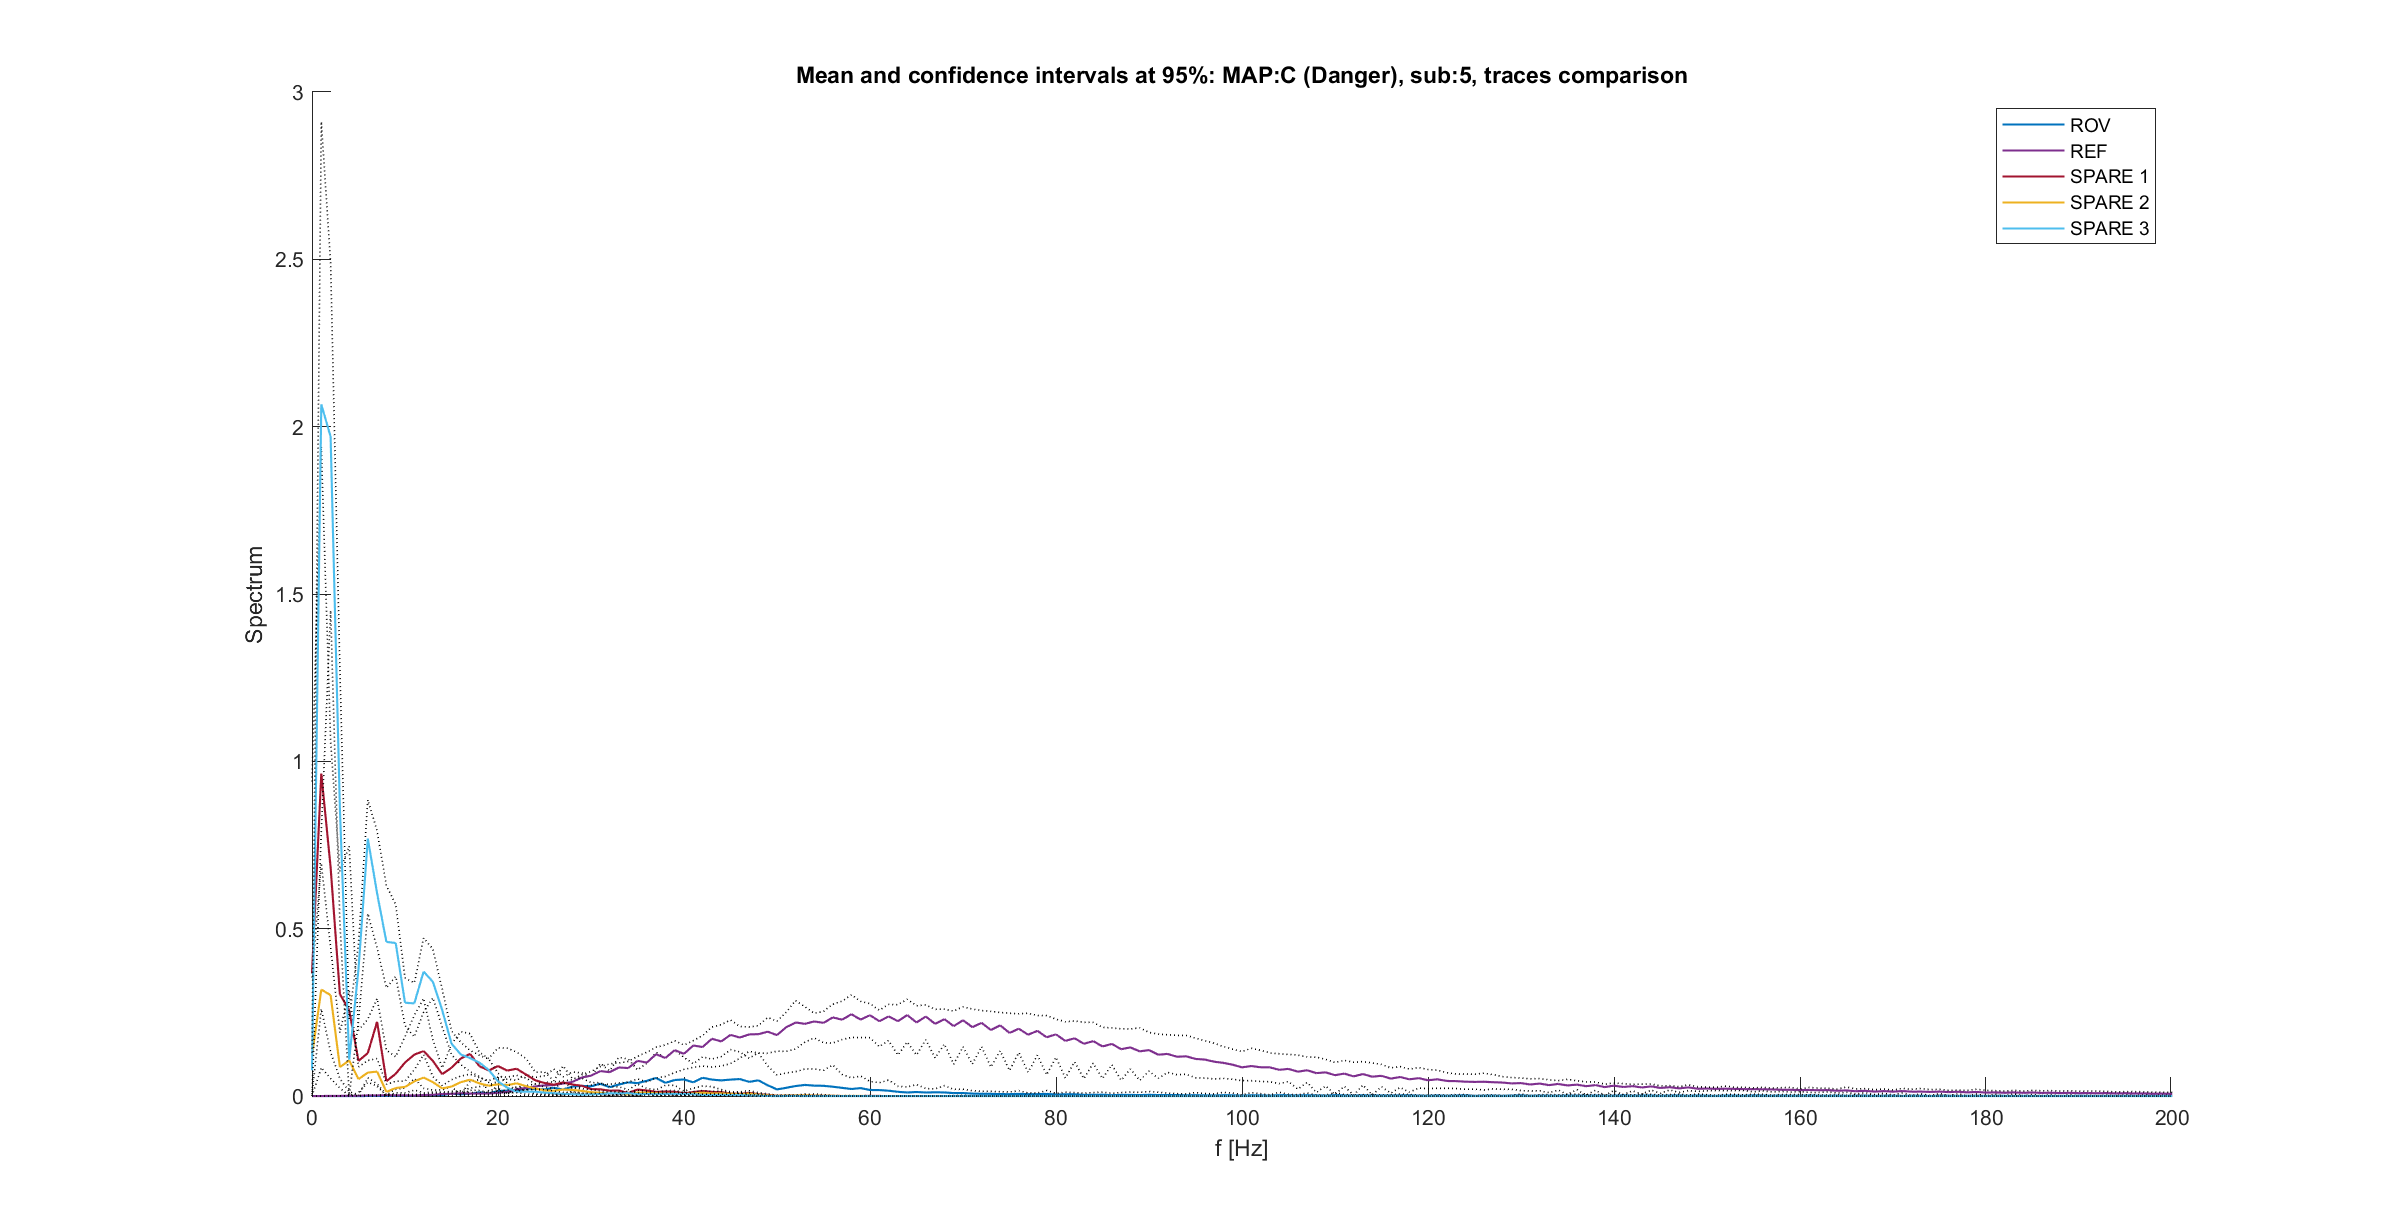 Mean and confidence intervals at 95%: MAP:C (Danger), sub:5, traces comparison
3
2.5
2
1.5
1
0.5
0
Spectrum
ROV
REF
SPARE 1
SPARE 2
SPARE 3
0 20 40 60 80 100 120 140 160 180 200
f [Hz]